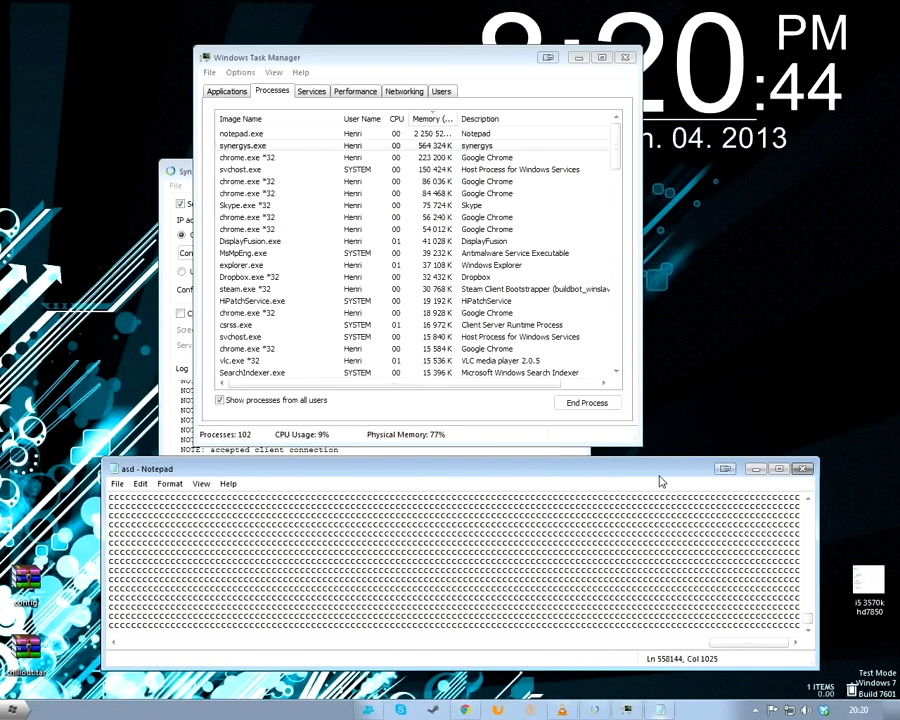 PM
20
:44
n. 04. 2013
Windows Task Manager
File Options View Help
Applications Processes Services Performance Networking Users
Image Name User Name CPU Memory (... Description
notepad.exe Henri 00 2 250 52... Notepad
synergys.exe Henri 00 564 324 K synergys
chrome.exe *32 Henri 00 223 200 K Google Chrome
svchost.exe SYSTEM 00 150 424 K Host Process for Windows Services
chrome.exe *32 Henri 00 86 036 K Google Chrome
chrome.exe *32 Henri 00 84 468 K Google Chrome
Skype.exe *32 Henri 00 75 724 K Skype
chrome.exe *32 Henri 00 56 240 K Google Chrome
chrome.exe *32 Henri 00 54 012 K Google Chrome
DisplayFusion.exe Henri 01 41 028 K DisplayFusion
MsMpEng.exe SYSTEM 00 39 232 K Antimalware Service Executable
explorer.exe Henri 01 37 108 K Windows Explorer
Dropbox.exe *32 Henri 00 32 432 K Dropbox
steam.exe *32 Henri 00 30 768 K Steam Client Bootstrapper (buildbot_winslav
HiPatchService.exe SYSTEM 00 19 192 K HiPatchService
chrome.exe *32 Henri 00 18 928 K Google Chrome
csrss.exe SYSTEM 01 16 972 K Client Server Runtime Process
svchost.exe SYSTEM 00 15 840 K Host Process for Windows Services
chrome.exe *32 Henri 00 15 584 K Google Chrome
vlc.exe *32 Henri 01 15 536 K VLC media player 2.0.5
SearchIndexer.exe SYSTEM 00 15 396 K Microsoft Windows Search Indexer
Show processes from all users
End Process
Processes: 102 CPU Usage: 9% Physical Memory: 77%
Syn
File
IP ad
Log
NOTE: accepted client connection
asd - Notepad
File Edit Format View Help
Ln 558144, Col 1025
config
chillout.tar
i5 3570k
hd7850
1 ITEMS
0.00
Test Mode
Windows 7
Build 7601
20:20